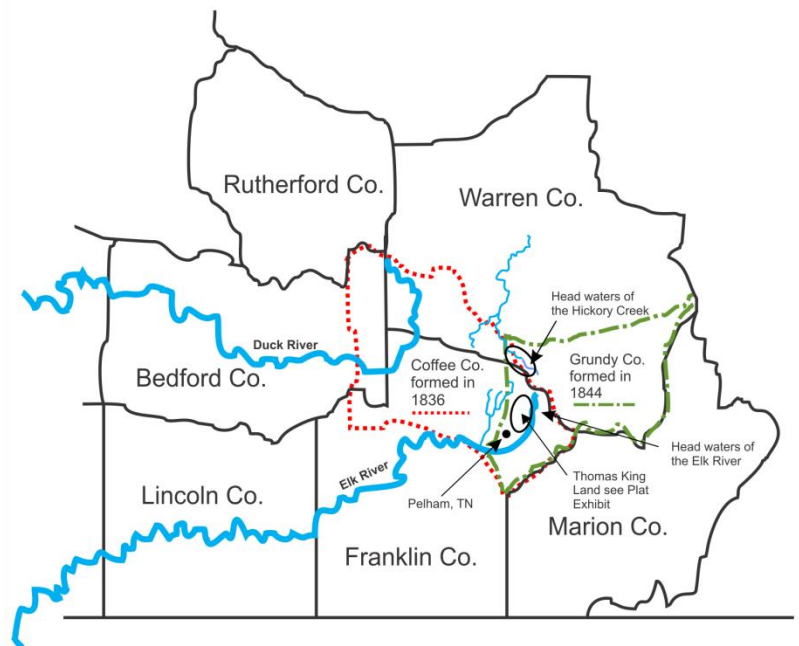 Rutherford Co.
Warren Co.
Head waters of
the Hickory Creek
Duck River
Bedford Co.
Coffee Co.
formed in
1836
Grundy Co.
formed in
1844
Head waters of
the Elk River
Elk River
Lincoln Co.
Pelham, TN
Thomas King
Land see Plat
Exhibit
Marion Co.
Franklin Co.